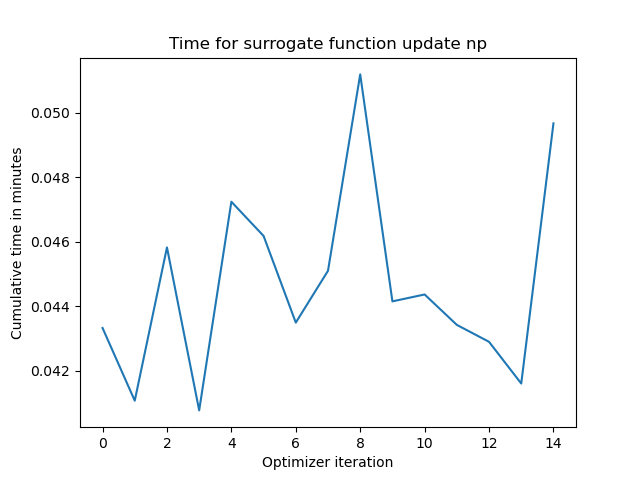 Time for surrogate function update np
0.050
0.048
0.046
0.044
0.042
Cumulative time in minutes
0 2 4 6 8 10 12 14
Optimizer iteration